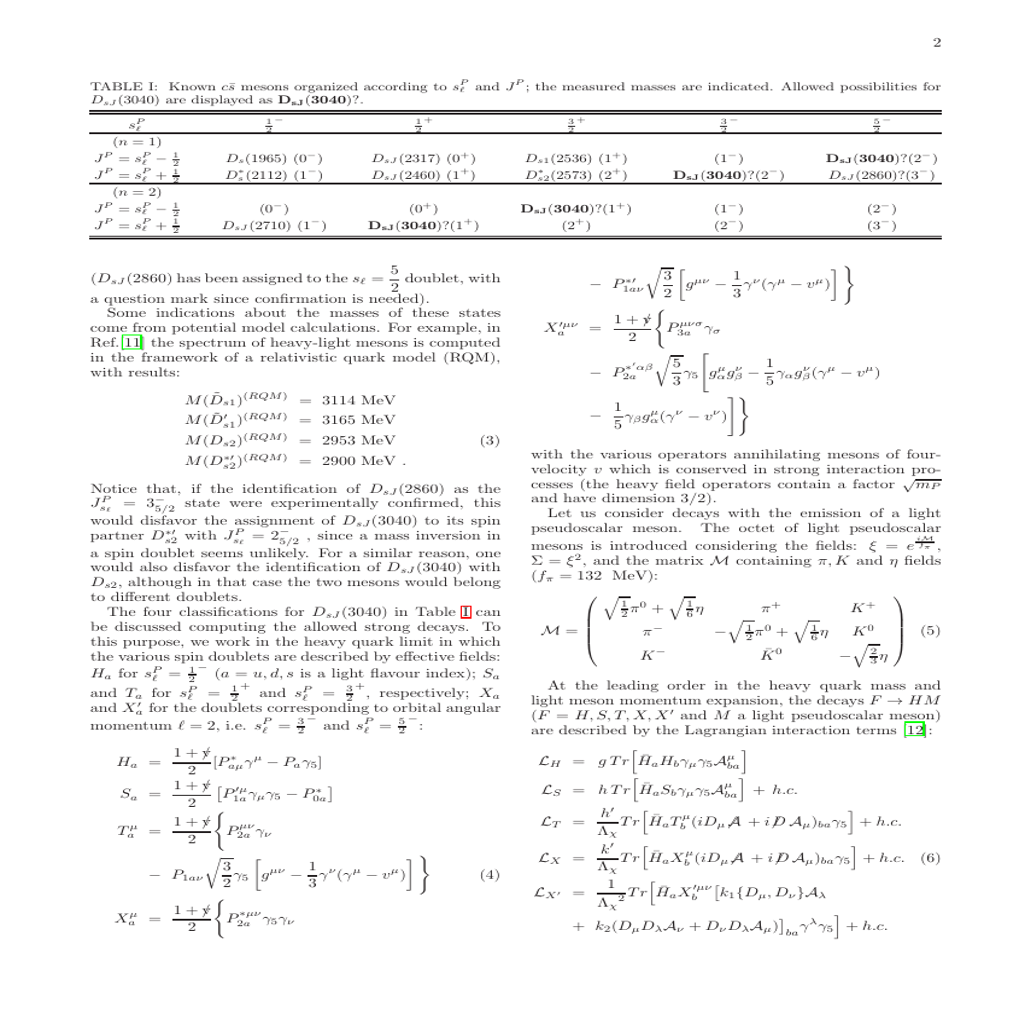 2
TABLE I: Known $c\bar{s}$ mesons organized according to $s_\ell^P$ and $J^P$; the measured masses are indicated. Allowed possibilities for
$D_{sJ}(3040)$ are displayed as $\mathbf{D_{sJ}(3040)}$?.
$s_\ell^P$ $\frac{1}{2}^-$ $\frac{1}{2}^+$ $\frac{3}{2}^+$ $\frac{3}{2}^-$ $\frac{5}{2}^-$
$(n = 1)$
$J^P = s_\ell^P - \frac{1}{2}$ $D_s(1965)$ $(0^-)$ $D_{sJ}(2317)$ $(0^+)$ $D_{s1}(2536)$ $(1^+)$ $(1^-)$ $\mathbf{D_{sJ}(3040)}$?$(2^-)$
$J^P = s_\ell^P + \frac{1}{2}$ $D_s^*(2112)$ $(1^-)$ $D_{sJ}(2460)$ $(1^+)$ $D_{s2}^*(2573)$ $(2^+)$ $\mathbf{D_{sJ}(3040)}$?$(2^-)$ $D_{sJ}(2860)$?$(3^-)$
$(n = 2)$
$J^P = s_\ell^P - \frac{1}{2}$ $(0^-)$ $(0^+)$ $\mathbf{D_{sJ}(3040)}$?$(1^+)$ $(1^-)$ $(2^-)$
$J^P = s_\ell^P + \frac{1}{2}$ $D_{sJ}(2710)$ $(1^-)$ $\mathbf{D_{sJ}(3040)}$?$(1^+)$ $(2^+)$ $(2^-)$ $(3^-)$
($D_{sJ}(2860)$ has been assigned to the $s_\ell = \frac{5}{2}$ doublet, with
a question mark since confirmation is needed).
Some indications about the masses of these states
come from potential model calculations. For example, in
Ref.[11] the spectrum of heavy-light mesons is computed
in the framework of a relativistic quark model (RQM),
with results:
$M(\tilde{D}_{s1})^{(RQM)} = 3114$ MeV
$M(\tilde{D}'_{s1})^{(RQM)} = 3165$ MeV
$M(D_{s2})^{(RQM)} = 2953$ MeV (3)
$M(D_{s2}^{*\prime})^{(RQM)} = 2900$ MeV .
Notice that, if the identification of $D_{sJ}(2860)$ as the
$J^P_{s_\ell} = 3^-_{5/2}$ state were experimentally confirmed, this
would disfavor the assignment of $D_{sJ}(3040)$ to its spin
partner $D_{s2}^{*\prime}$ with $J^P_{s_\ell} = 2^-_{5/2}$ , since a mass inversion in
a spin doublet seems unlikely. For a similar reason, one
would also disfavor the identification of $D_{sJ}(3040)$ with
$D_{s2}$, although in that case the two mesons would belong
to different doublets.
The four classifications for $D_{sJ}(3040)$ in Table I can
be discussed computing the allowed strong decays. To
this purpose, we work in the heavy quark limit in which
the various spin doublets are described by effective fields:
$H_a$ for $s_\ell^P = \frac{1}{2}^-$ ($a = u, d, s$ is a light flavour index); $S_a$
and $T_a$ for $s_\ell^P = \frac{1}{2}^+$ and $s_\ell^P = \frac{3}{2}^+$, respectively; $X_a$
and $X'_a$ for the doublets corresponding to orbital angular
momentum $\ell = 2$, i.e. $s_\ell^P = \frac{3}{2}^-$ and $s_\ell^P = \frac{5}{2}^-$:
$H_a = \frac{1+\not{v}}{2}[P^*_{a\mu}\gamma^\mu - P_a\gamma_5]$
$S_a = \frac{1+\not{v}}{2}\left[P'^\mu_{1a}\gamma_\mu\gamma_5 - P^*_{0a}\right]$
$T_a^\mu = \frac{1+\not{v}}{2}\Big\{P^{\mu\nu}_{2a}\gamma_\nu$
$- P_{1a\nu}\sqrt{\frac{3}{2}}\gamma_5\left[g^{\mu\nu} - \frac{1}{3}\gamma^\nu(\gamma^\mu - v^\mu)\right]\Big\}$ (4)
$X_a^\mu = \frac{1+\not{v}}{2}\Big\{P^{*\mu\nu}_{2a}\gamma_5\gamma_\nu$
$- P^{*\prime}_{1a\nu}\sqrt{\frac{3}{2}}\left[g^{\mu\nu} - \frac{1}{3}\gamma^\nu(\gamma^\mu - v^\mu)\right]\Big\}$
$X'^{\mu\nu}_a = \frac{1+\not{v}}{2}\Big\{P^{\mu\nu\sigma}_{3a}\gamma_\sigma$
$- P^{*'\alpha\beta}_{2a}\sqrt{\frac{5}{3}}\gamma_5\Big[g^\mu_\alpha g^\nu_\beta - \frac{1}{5}\gamma_\alpha g^\nu_\beta(\gamma^\mu - v^\mu)$
$- \frac{1}{5}\gamma_\beta g^\mu_\alpha(\gamma^\nu - v^\nu)\Big]\Big\}$
with the various operators annihilating mesons of four-
velocity $v$ which is conserved in strong interaction pro-
cesses (the heavy field operators contain a factor $\sqrt{m_P}$
and have dimension 3/2).
Let us consider decays with the emission of a light
pseudoscalar meson. The octet of light pseudoscalar
mesons is introduced considering the fields: $\xi = e^{\frac{i\mathcal{M}}{f_\pi}}$,
$\Sigma = \xi^2$, and the matrix $\mathcal{M}$ containing $\pi, K$ and $\eta$ fields
($f_\pi = 132$ MeV):
$\mathcal{M} = \begin{pmatrix} \sqrt{\frac{1}{2}}\pi^0 + \sqrt{\frac{1}{6}}\eta & \pi^+ & K^+ \\ \pi^- & -\sqrt{\frac{1}{2}}\pi^0 + \sqrt{\frac{1}{6}}\eta & K^0 \\ K^- & \bar{K}^0 & -\sqrt{\frac{2}{3}}\eta \end{pmatrix}$ (5)
At the leading order in the heavy quark mass and
light meson momentum expansion, the decays $F \to HM$
($F = H, S, T, X, X'$ and $M$ a light pseudoscalar meson)
are described by the Lagrangian interaction terms [12]:
$\mathcal{L}_H = g\,Tr\left[\bar{H}_a H_b\gamma_\mu\gamma_5\mathcal{A}^\mu_{ba}\right]$
$\mathcal{L}_S = h\,Tr\left[\bar{H}_a S_b\gamma_\mu\gamma_5\mathcal{A}^\mu_{ba}\right] + h.c.$
$\mathcal{L}_T = \frac{h'}{\Lambda_\chi}Tr\left[\bar{H}_a T^\mu_b(iD_\mu\not{\mathcal{A}} + i\not{D}\mathcal{A}_\mu)_{ba}\gamma_5\right] + h.c.$
$\mathcal{L}_X = \frac{k'}{\Lambda_\chi}Tr\left[\bar{H}_a X^\mu_b(iD_\mu\not{\mathcal{A}} + i\not{D}\mathcal{A}_\mu)_{ba}\gamma_5\right] + h.c.$ (6)
$\mathcal{L}_{X'} = \frac{1}{\Lambda_\chi{}^2}Tr\Big[\bar{H}_a X'^{\mu\nu}_b\big[k_1\{D_\mu, D_\nu\}\mathcal{A}_\lambda$
$+ k_2(D_\mu D_\lambda\mathcal{A}_\nu + D_\nu D_\lambda\mathcal{A}_\mu)\big]_{ba}\gamma^\lambda\gamma_5\Big] + h.c.$